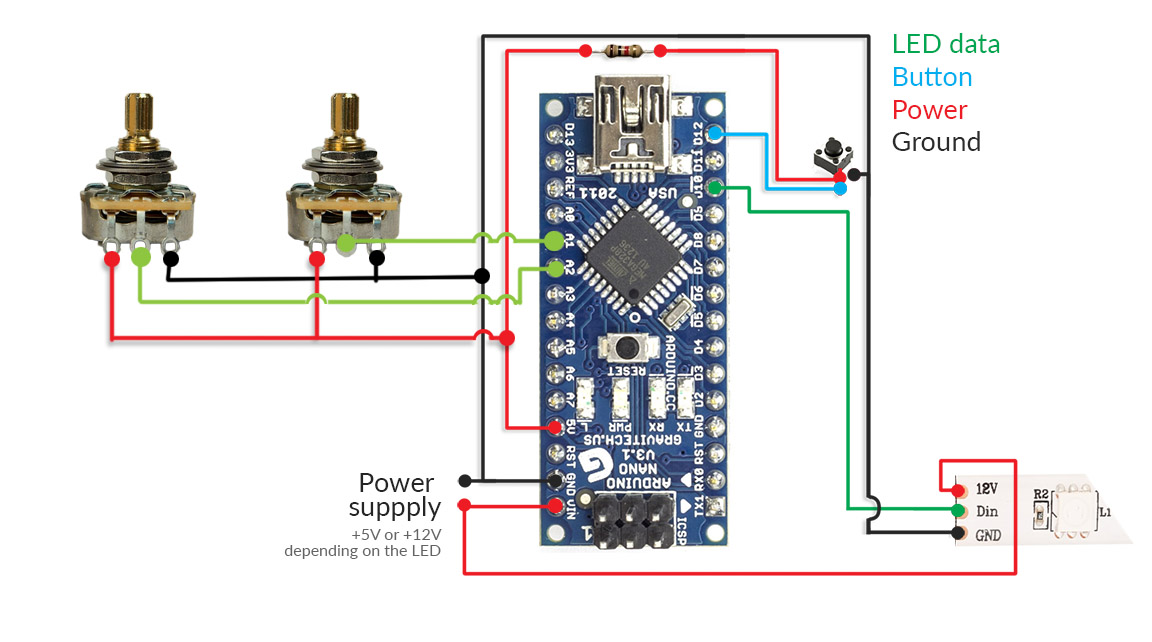 LED data
Button
Power
Ground
D13
3V3
REF
A0
A1
A2
A3
A4
A5
A6
A7
5V
RST
GND
VIN
USA
2011
RESET
ARDUINO.CC
L
PWR
RX
TX
GRAVITECH.US
V3.1
NANO
ARDUINO
G
ICSP
1
D12
D11
D10
D9
D8
D7
D6
D5
D4
D3
D2
GND
RST
RX0
TX1
Power
suppply
+5V or +12V
depending on the LED
12V
Din
GND
R2
L1